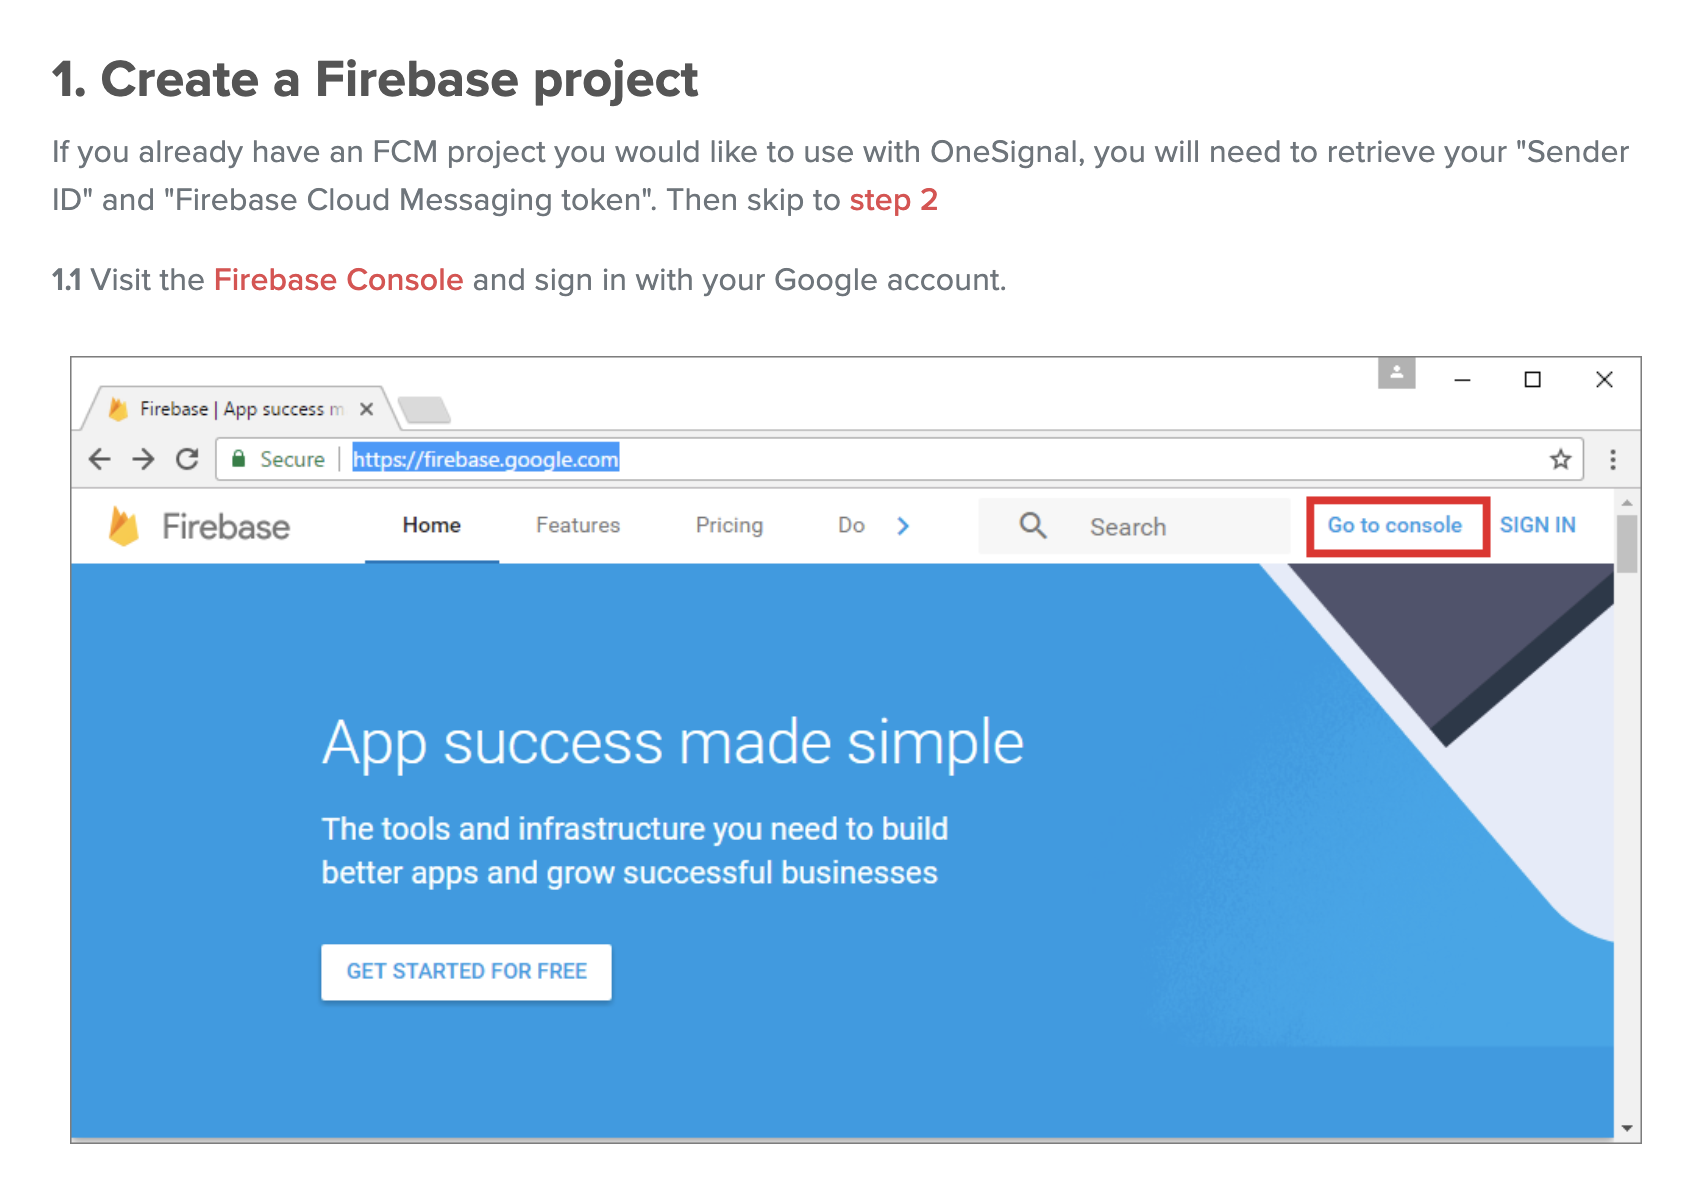 1. Create a Firebase project
If you already have an FCM project you would like to use with OneSignal, you will need to retrieve your "Sender
ID" and "Firebase Cloud Messaging token". Then skip to step 2
1.1 Visit the Firebase Console and sign in with your Google account.
Firebase | App success m
Secure https://firebase.google.com
Firebase Home Features Pricing Do Search Go to console SIGN IN
App success made simple
The tools and infrastructure you need to build
better apps and grow successful businesses
GET STARTED FOR FREE